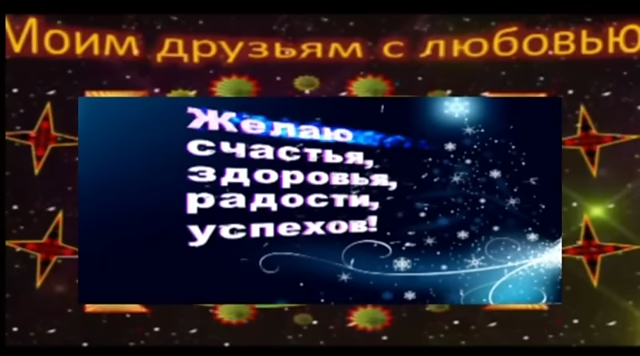 Моим друзьям с любовью
Желаю
счастья,
здоровья,
радости,
успехов!